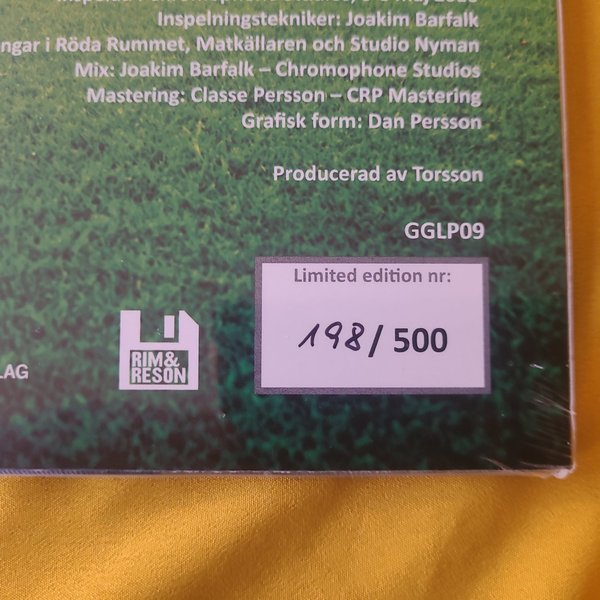 Inspelningstekniker: Joakim Barfalk
ngar i Röda Rummet, Matkällaren och Studio Nyman
Mix: Joakim Barfalk – Chromophone Studios
Mastering: Classe Persson – CRP Mastering
Grafisk form: Dan Persson
Producerad av Torsson
GGLP09
Limited edition nr:
198 / 500
RIM&
RESON
LAG